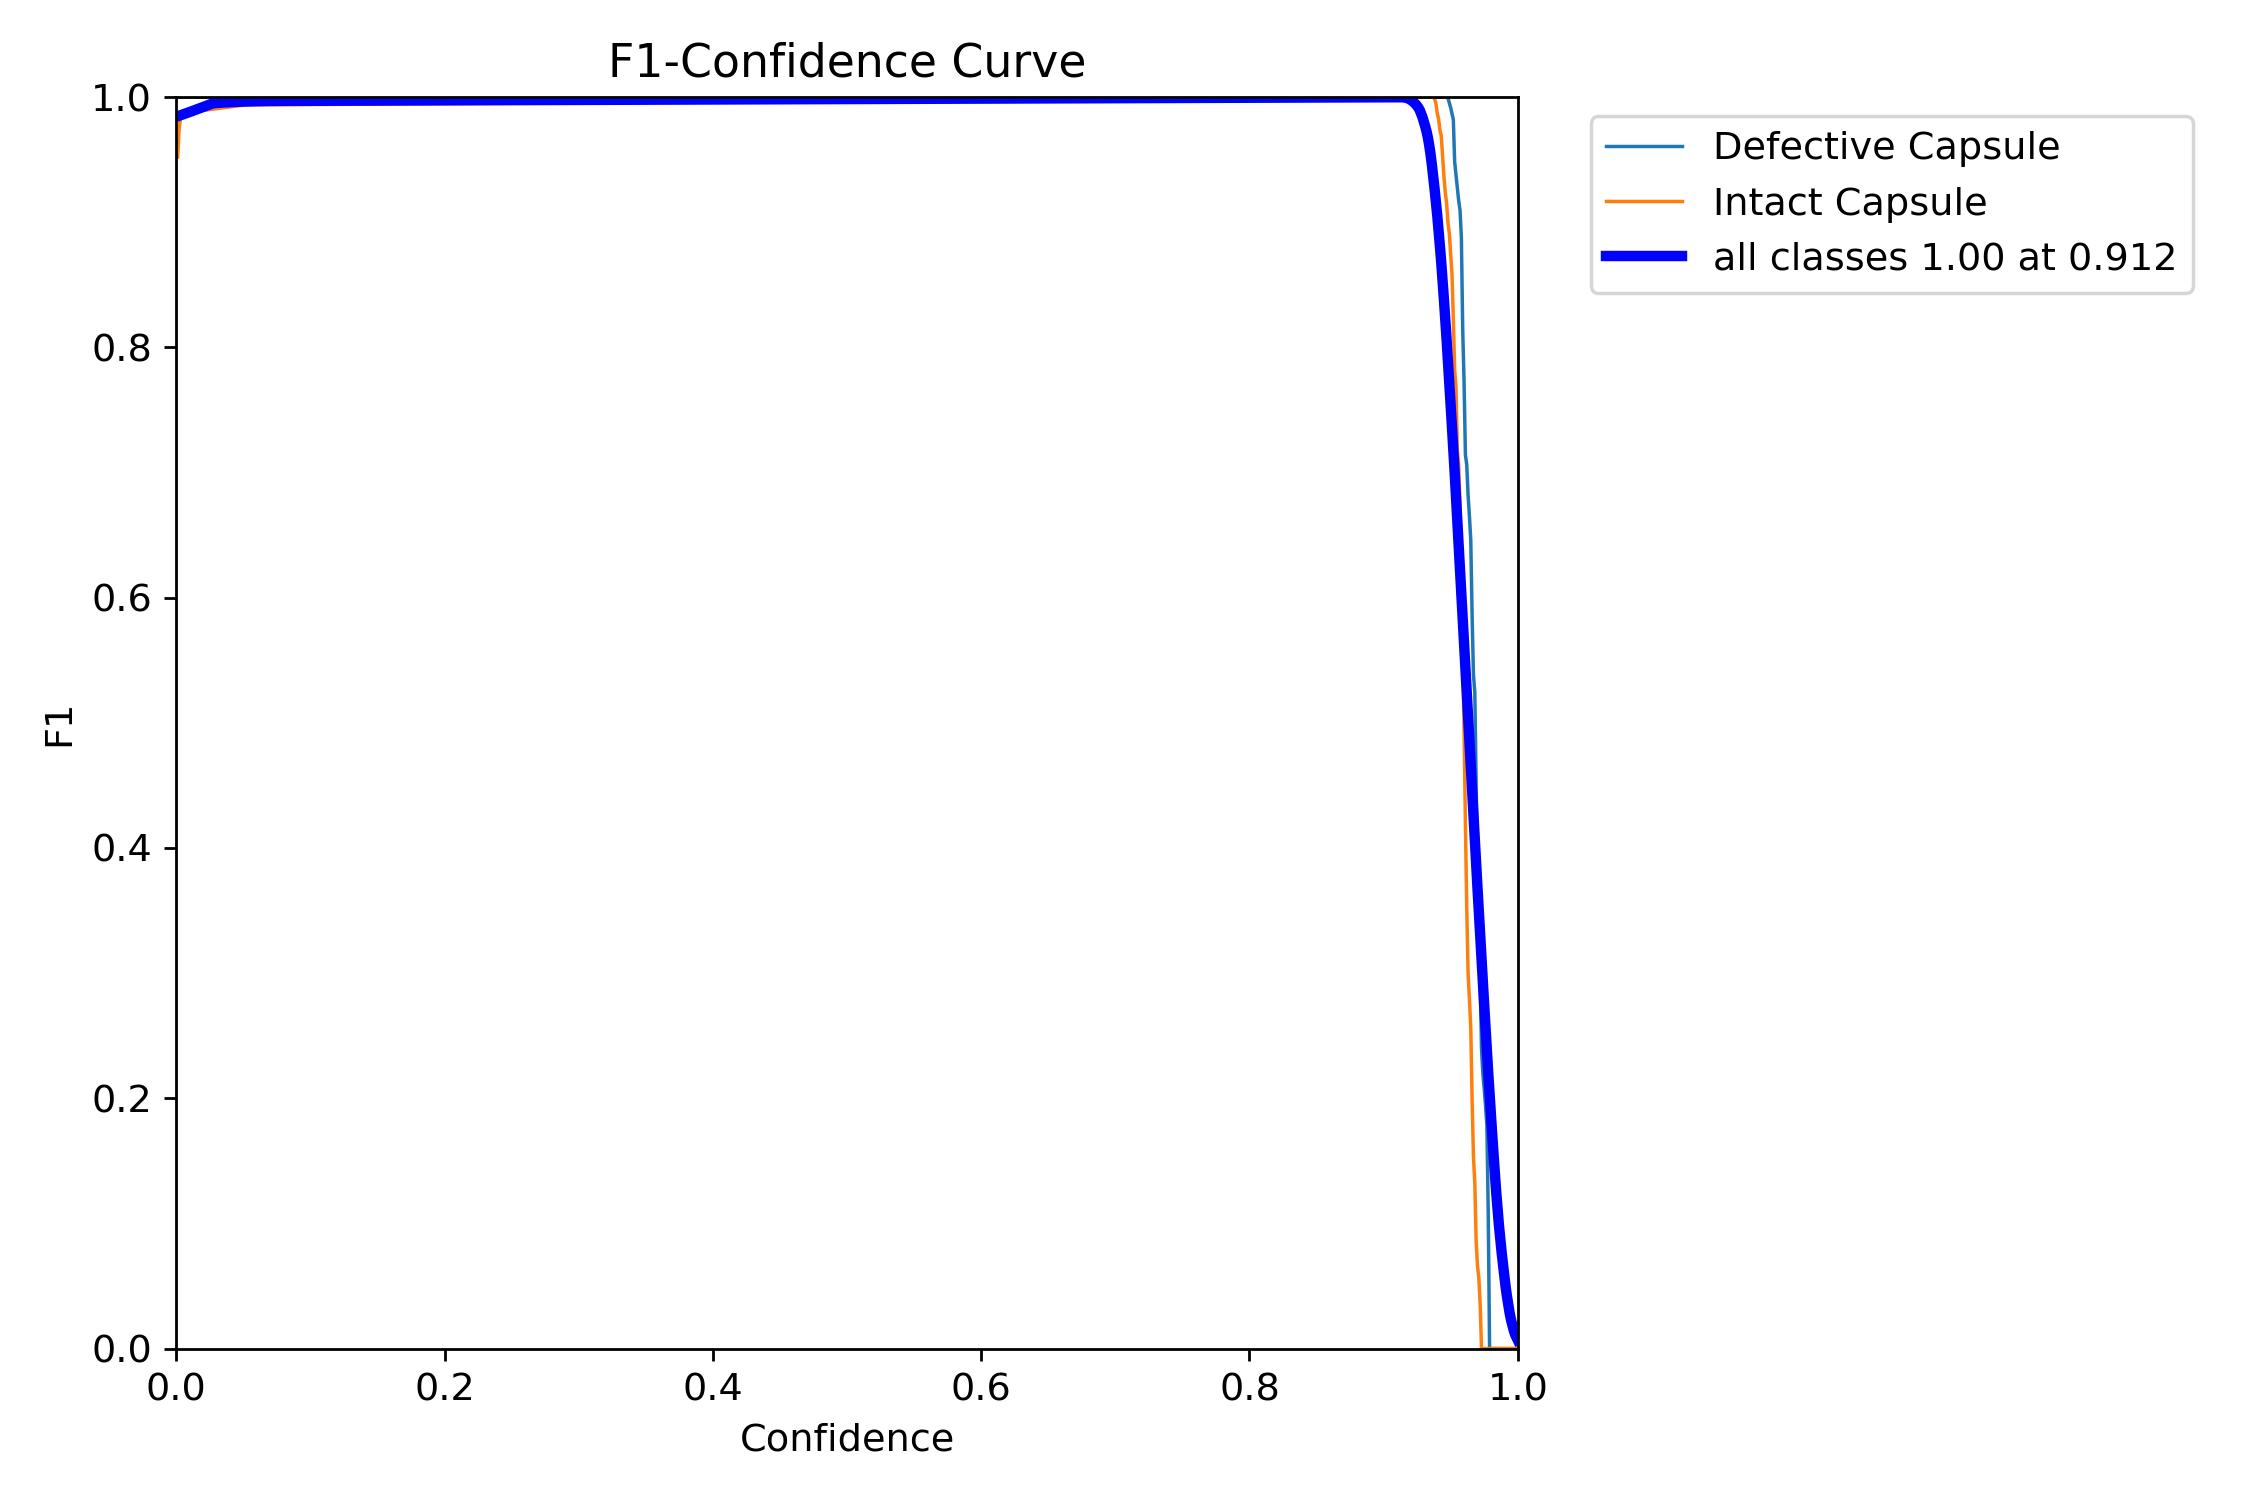 F1-Confidence Curve
1.0
0.8
0.6
0.4
0.2
0.0
F1
0.0 0.2 0.4 0.6 0.8 1.0
Confidence
Defective Capsule
Intact Capsule
all classes 1.00 at 0.912